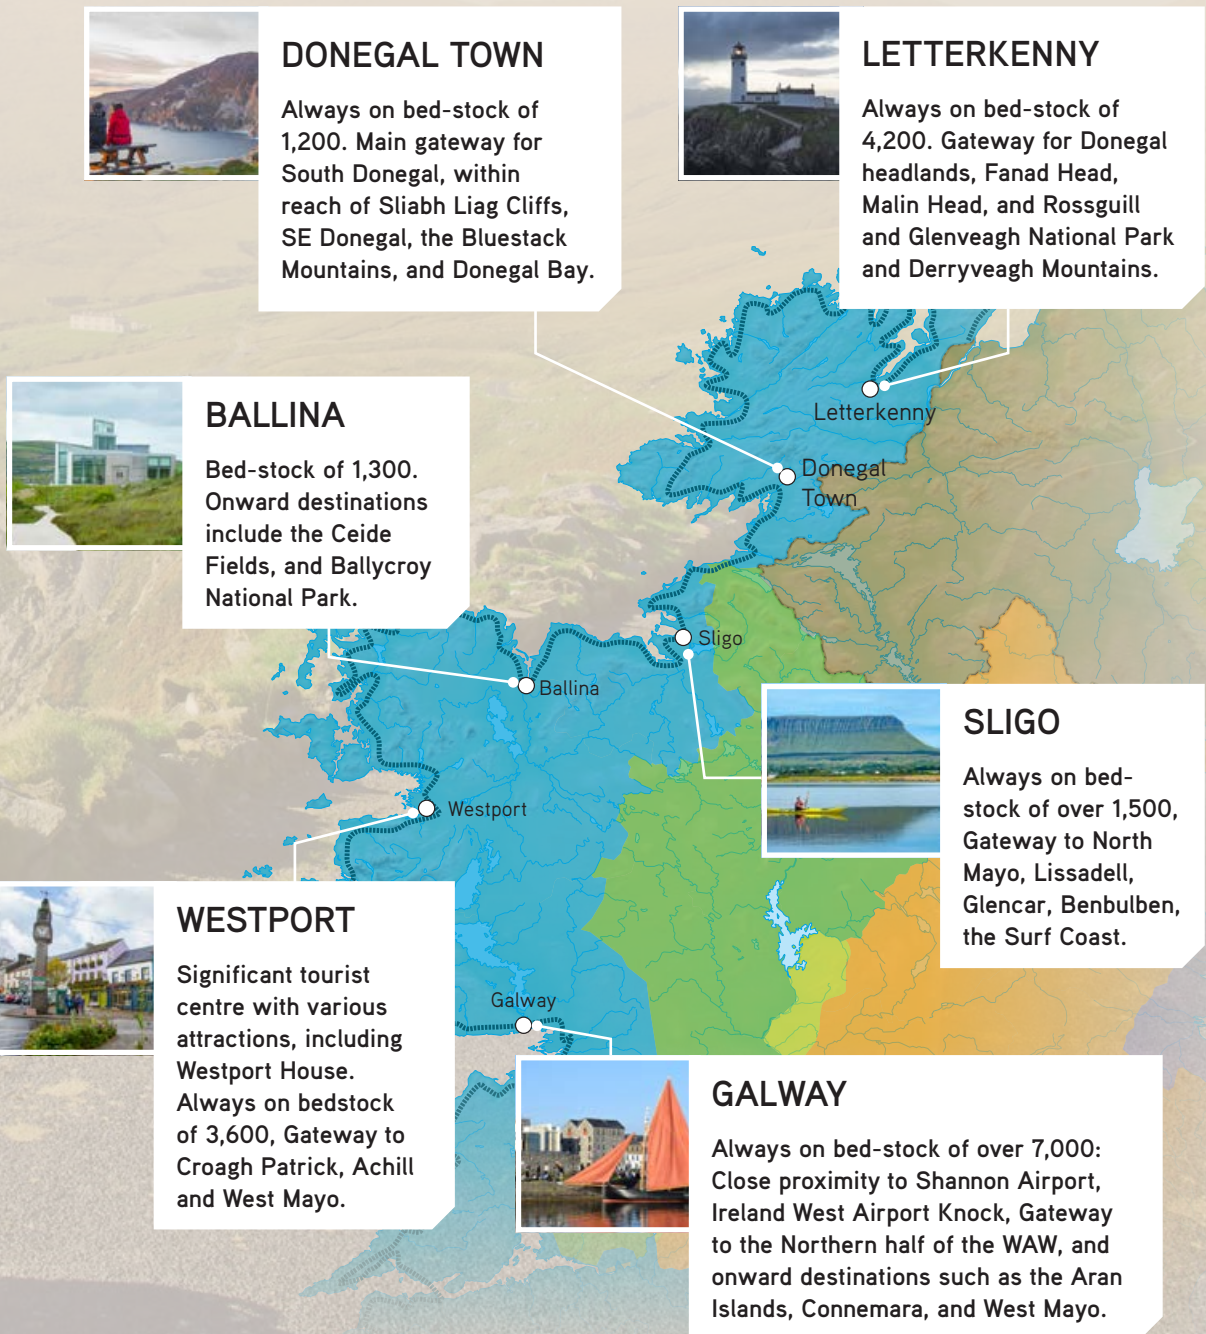 DONEGAL TOWN
Always on bed-stock of
1,200. Main gateway for
South Donegal, within
reach of Sliabh Liag Cliffs,
SE Donegal, the Bluestack
Mountains, and Donegal Bay.
LETTERKENNY
Always on bed-stock of
4,200. Gateway for Donegal
headlands, Fanad Head,
Malin Head, and Rossguill
and Glenveagh National Park
and Derryveagh Mountains.
BALLINA
Bed-stock of 1,300.
Onward destinations
include the Ceide
Fields, and Ballycroy
National Park.
Letterkenny
Donegal
Town
Sligo
Ballina
Westport
Galway
SLIGO
Always on bed-
stock of over 1,500,
Gateway to North
Mayo, Lissadell,
Glencar, Benbulben,
the Surf Coast.
WESTPORT
Significant tourist
centre with various
attractions, including
Westport House.
Always on bedstock
of 3,600, Gateway to
Croagh Patrick, Achill
and West Mayo.
GALWAY
Always on bed-stock of over 7,000:
Close proximity to Shannon Airport,
Ireland West Airport Knock, Gateway
to the Northern half of the WAW, and
onward destinations such as the Aran
Islands, Connemara, and West Mayo.